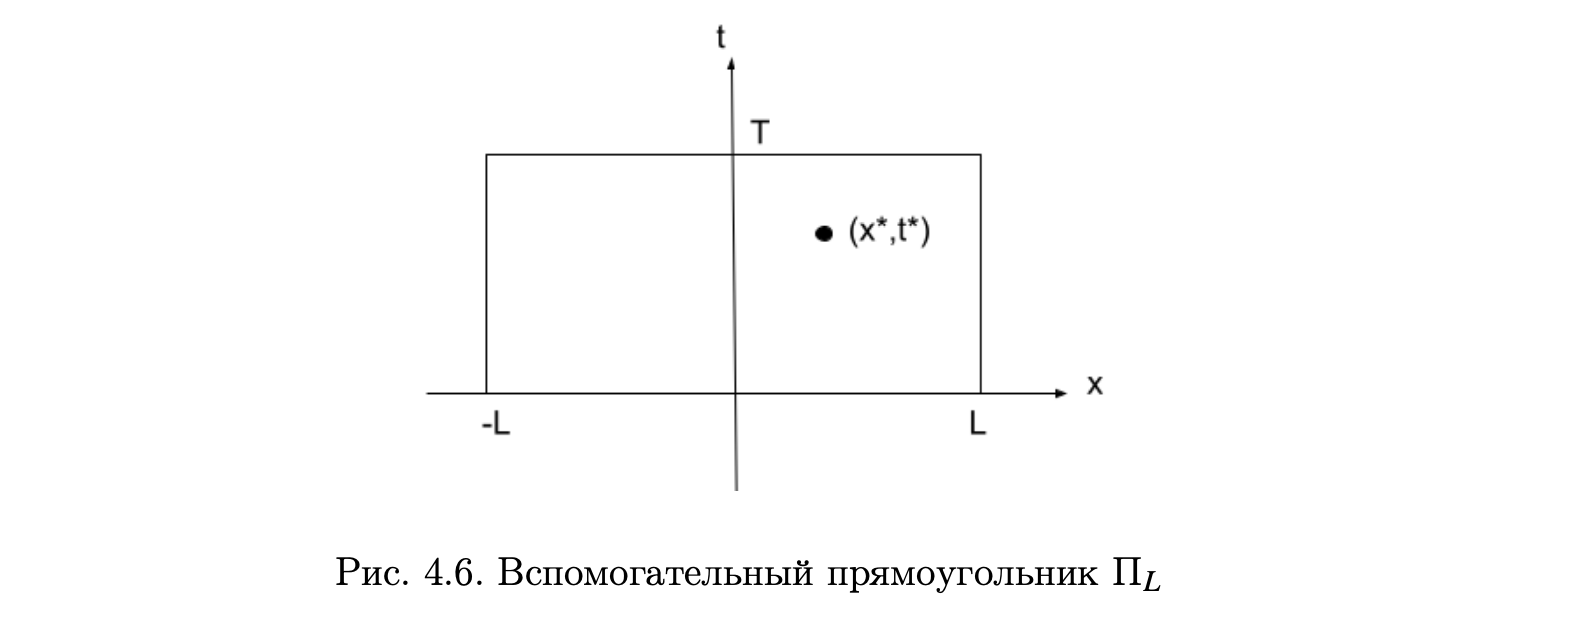 t
T
(x*,t*)
x
-L
L
Рис. 4.6. Вспомогательный прямоугольник Π_L